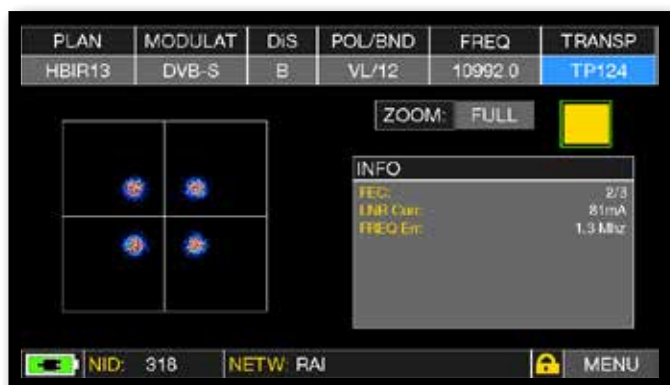 PLAN MODULAT DiS POL/BND FREQ TRANSP
HBIR13 DVB-S B VL/12 10992.0 TP124
ZOOM: FULL
INFO
FEC: 2/3
LNB Curr: 81mA
FREQ Err: 1.3 Mhz
NID: 318 NETW: RAI MENU